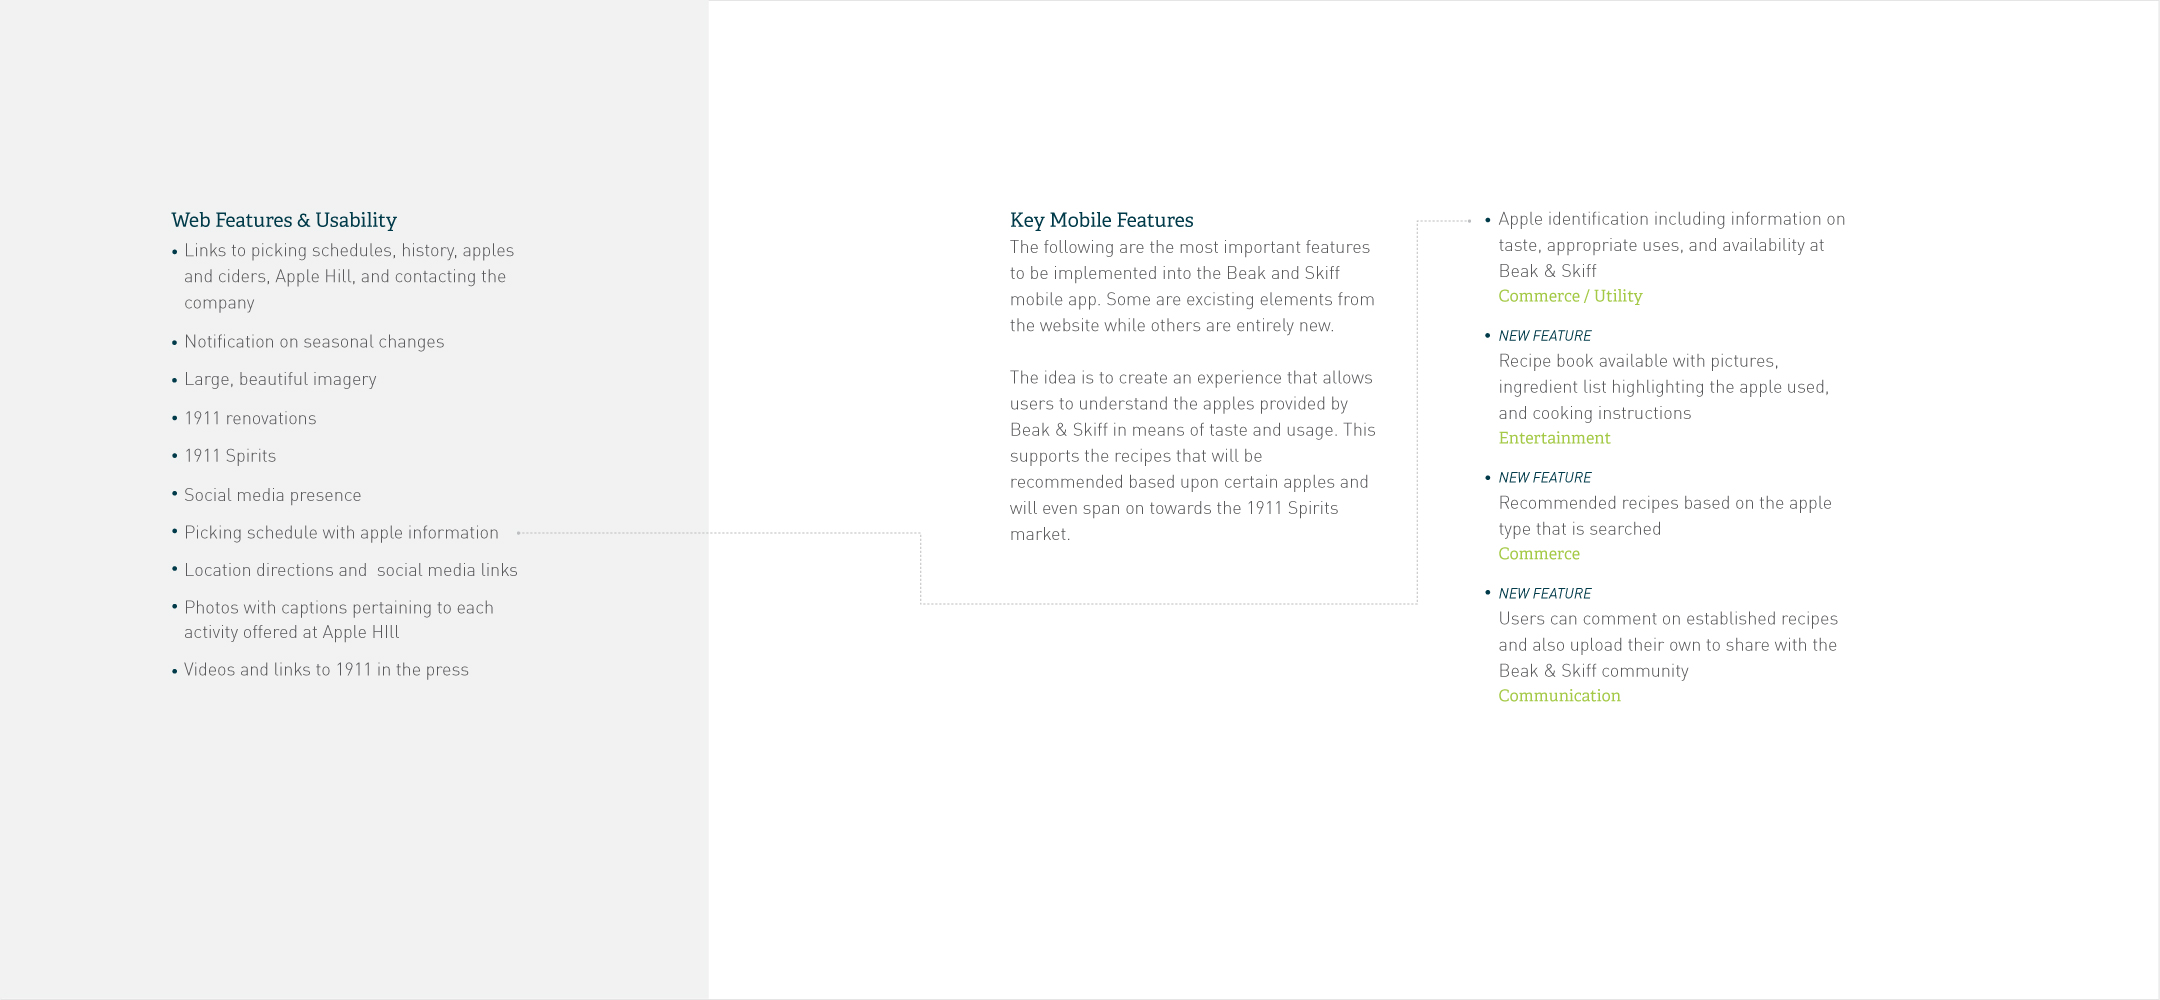 Web Features & Usability
• Links to picking schedules, history, apples
and ciders, Apple Hill, and contacting the
company
• Notification on seasonal changes
• Large, beautiful imagery
• 1911 renovations
• 1911 Spirits
• Social media presence
• Picking schedule with apple information
• Location directions and  social media links
• Photos with captions pertaining to each
activity offered at Apple HIll
• Videos and links to 1911 in the press
Key Mobile Features
The following are the most important features
to be implemented into the Beak and Skiff
mobile app. Some are excisting elements from
the website while others are entirely new.
The idea is to create an experience that allows
users to understand the apples provided by
Beak & Skiff in means of taste and usage. This
supports the recipes that will be
recommended based upon certain apples and
will even span on towards the 1911 Spirits
market.
• Apple identification including information on
taste, appropriate uses, and availability at
Beak & Skiff
Commerce / Utility
• NEW FEATURE
Recipe book available with pictures,
ingredient list highlighting the apple used,
and cooking instructions
Entertainment
• NEW FEATURE
Recommended recipes based on the apple
type that is searched
Commerce
• NEW FEATURE
Users can comment on established recipes
and also upload their own to share with the
Beak & Skiff community
Communication